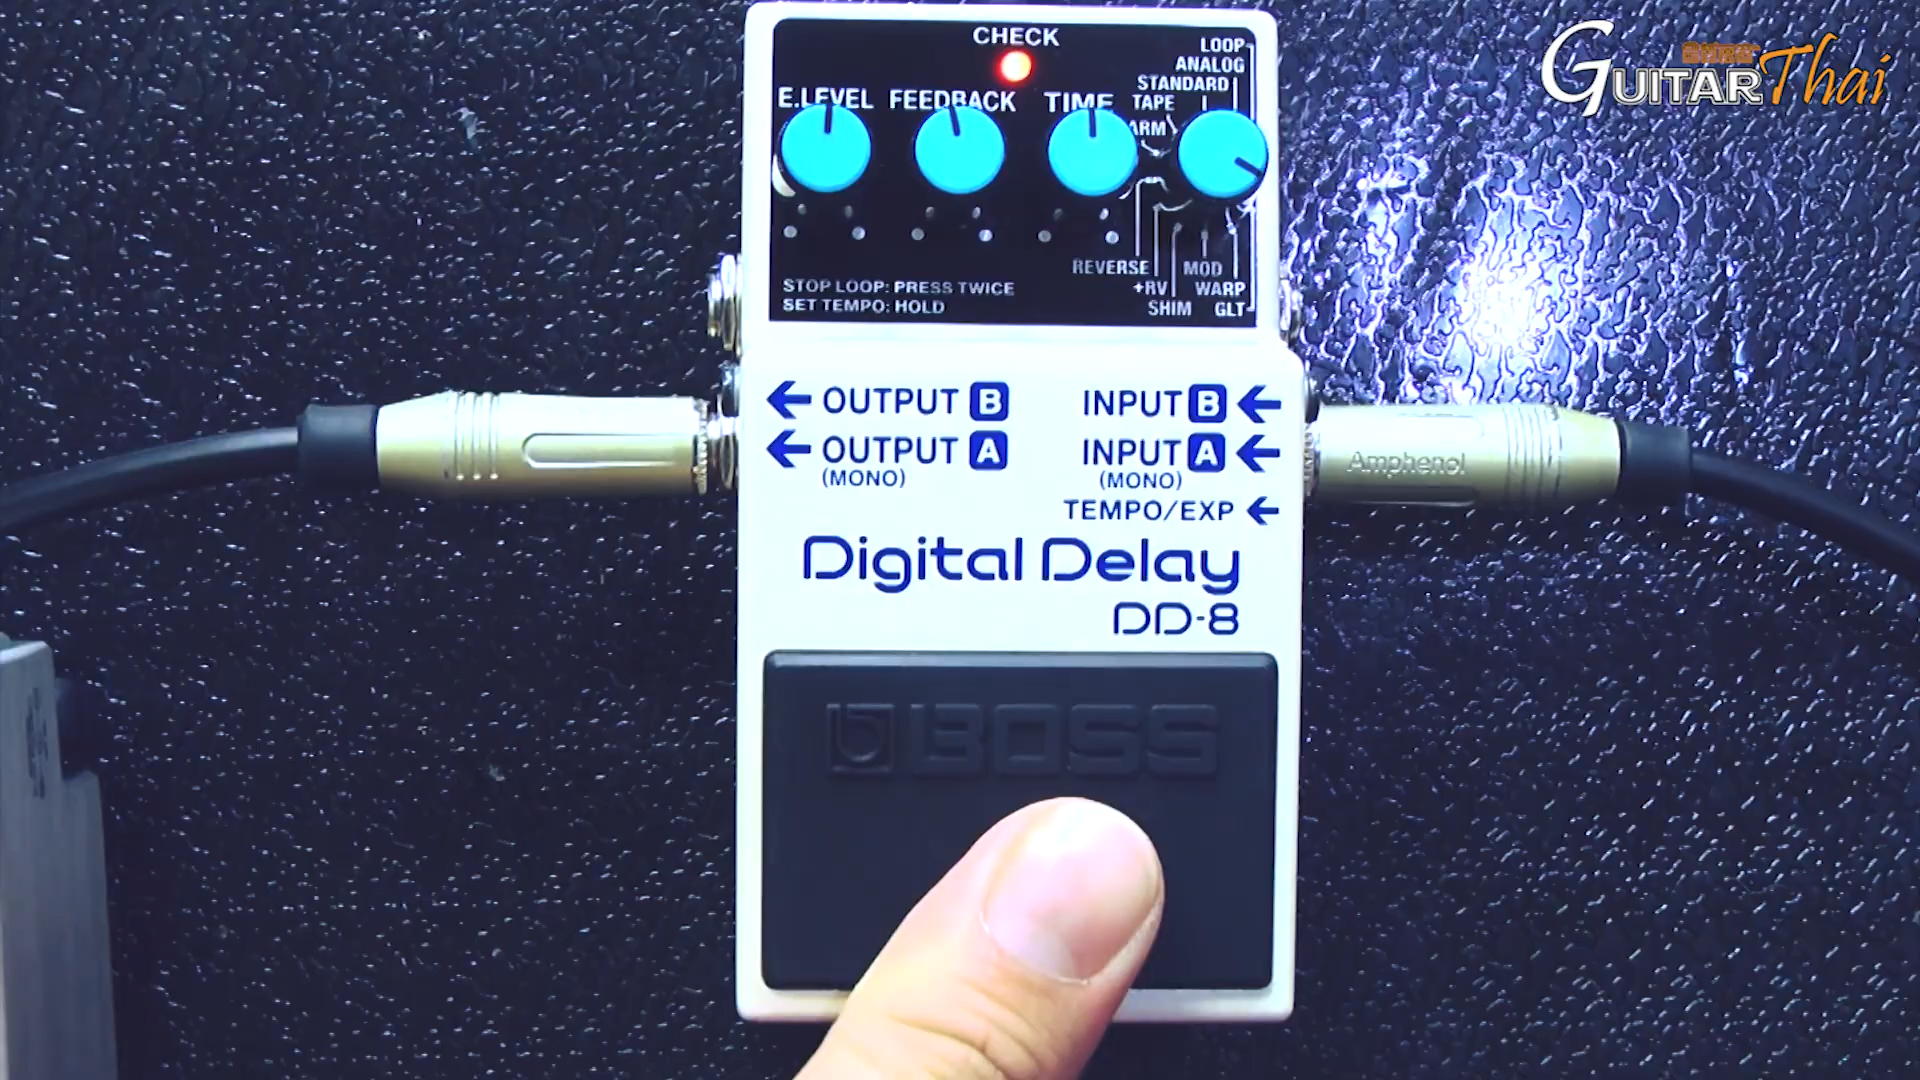 CHECK
LOOP
ANALOG
STANDARD
TAPE
ARM
E.LEVEL
FEEDBACK
TIME
REVERSE
MOD
+RV
WARP
SHIM
GLT
STOP LOOP: PRESS TWICE
SET TEMPO: HOLD
OUTPUT B
INPUT B
OUTPUT A
INPUT A
(MONO)
(MONO)
TEMPO/EXP
Digital Delay
DD-8
BOSS
Amphenol
GUITARThai